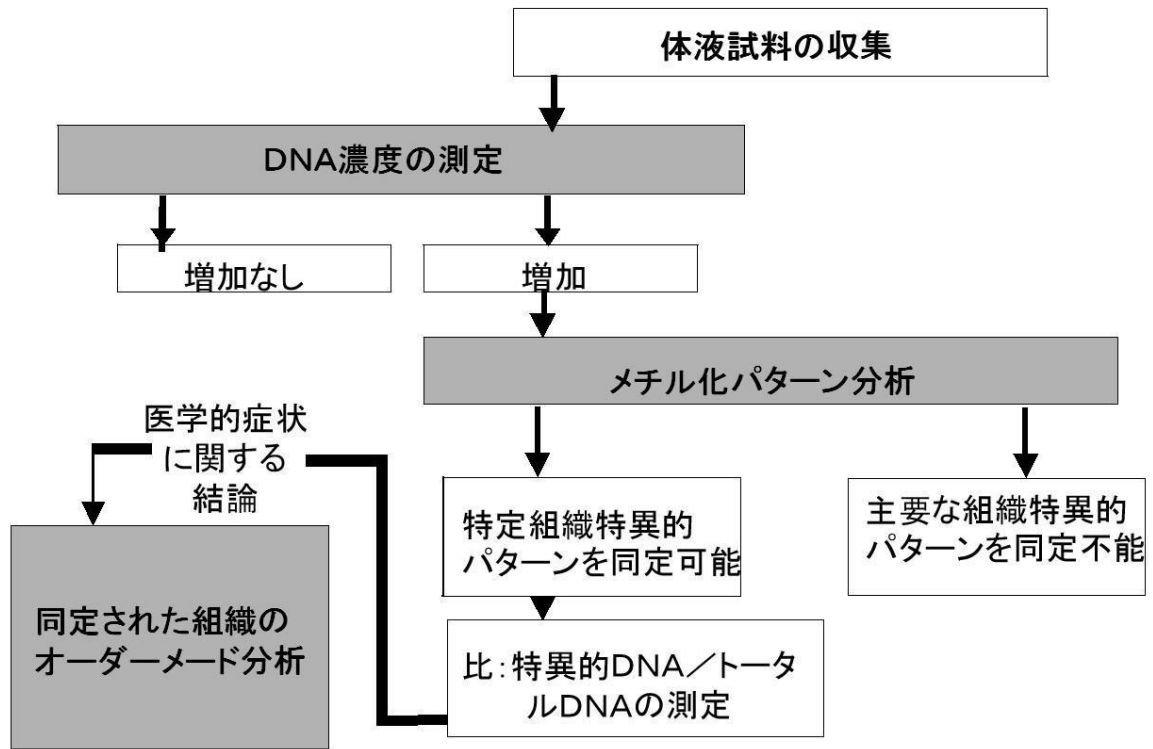 体液試料の収集
DNA濃度の測定
増加なし
増加
メチル化パターン分析
医学的症状
に関する
結論
特定組織特異的
パターンを同定可能
主要な組織特異的
パターンを同定不能
同定された組織の
オーダーメード分析
比：特異的DNA／トータ
ルDNAの測定